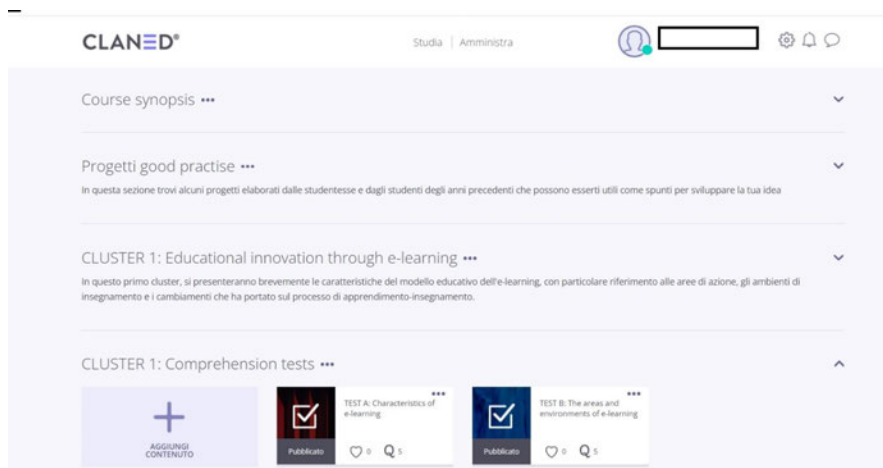 CLANED®
Studia | Amministra
Course synopsis •••
Progetti good practise •••
In questa sezione trovi alcuni progetti elaborati dalle studentesse e dagli studenti degli anni precedenti che possono esserti utili come spunti per sviluppare la tua idea
CLUSTER 1: Educational innovation through e-learning •••
In questo primo cluster, si presenteranno brevemente le caratteristiche del modello educativo dell'e-learning, con particolare riferimento alle aree di azione, gli ambienti di
insegnamento e i cambiamenti che ha portato sul processo di apprendimento-insegnamento.
CLUSTER 1: Comprehension tests •••
AGGIUNGI
CONTENUTO
TEST A: Characteristics of
e-learning
Pubblicato
0 Q 5
TEST B: The areas and
environments of e-learning
Pubblicato
0 Q 5